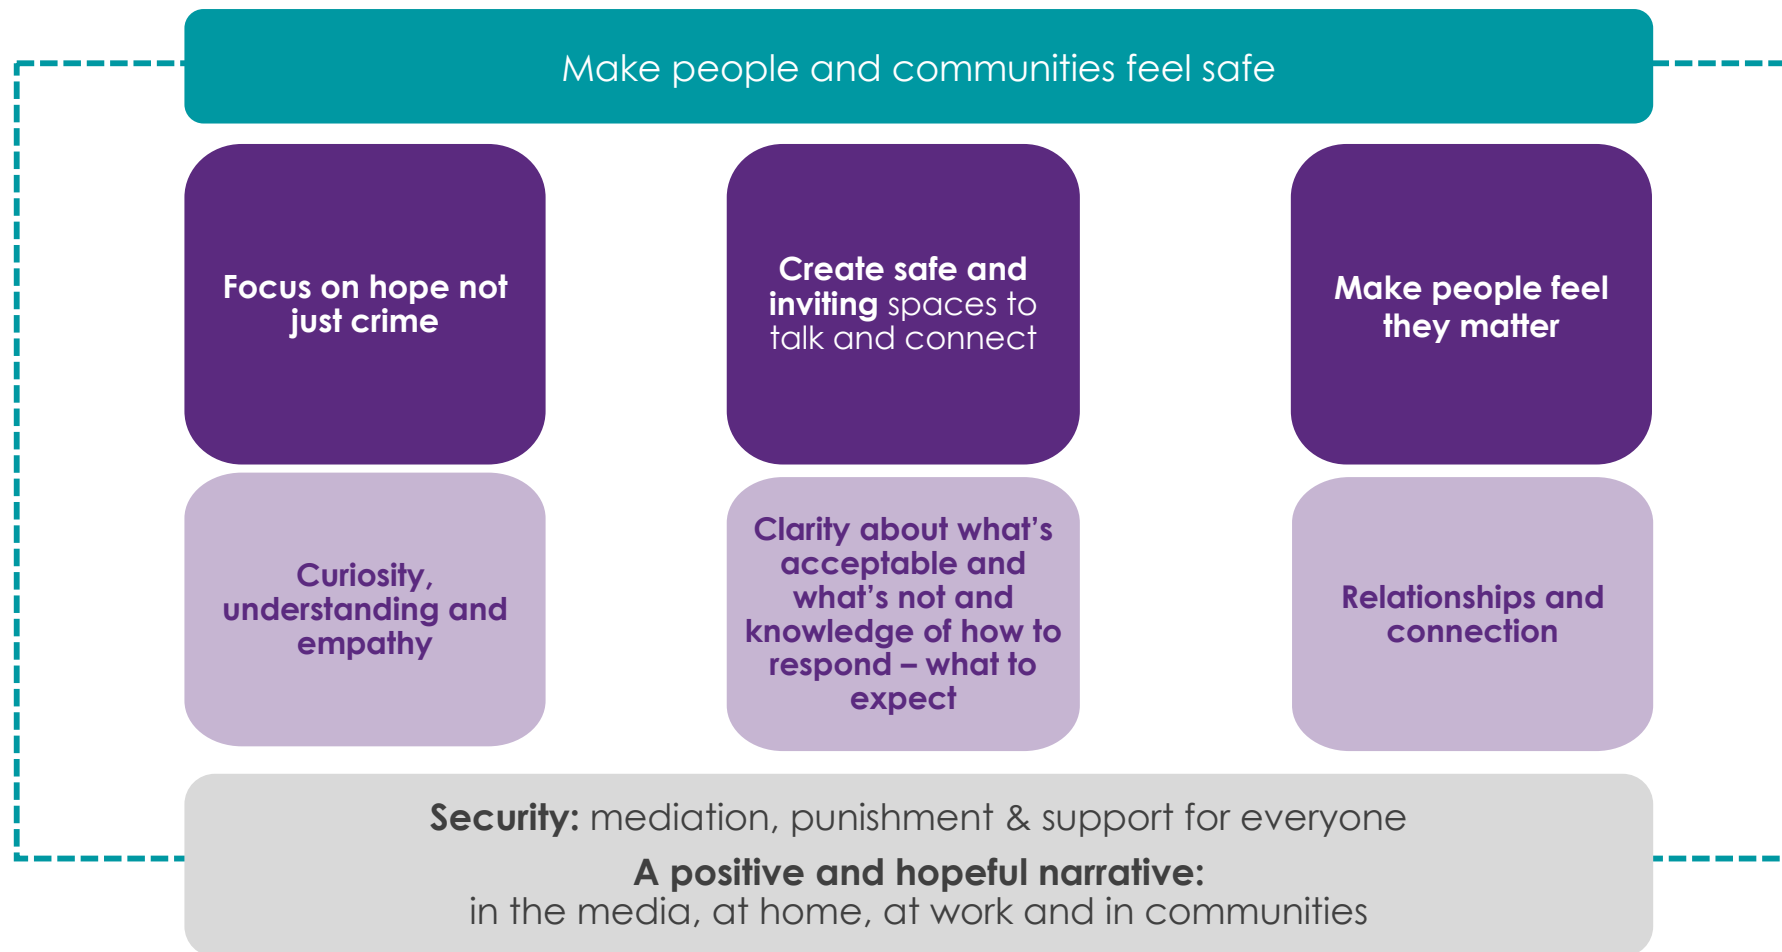 Make people and communities feel safe
Focus on hope not
just crime
Create safe and
inviting spaces to
talk and connect
Make people feel
they matter
Curiosity,
understanding and
empathy
Clarity about what’s
acceptable and
what’s not and
knowledge of how to
respond – what to
expect
Relationships and
connection
Security: mediation, punishment & support for everyone
A positive and hopeful narrative:
in the media, at home, at work and in communities